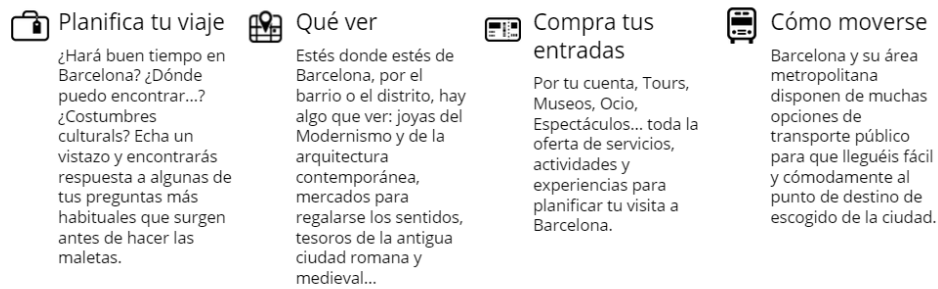 Planifica tu viaje
¿Hará buen tiempo en
Barcelona? ¿Dónde
puedo encontrar...?
¿Costumbres
culturals? Echa un
vistazo y encontrarás
respuesta a algunas de
tus preguntas más
habituales que surgen
antes de hacer las
maletas.
Qué ver
Estés donde estés de
Barcelona, por el
barrio o el distrito, hay
algo que ver: joyas del
Modernismo y de la
arquitectura
contemporánea,
mercados para
regalarse los sentidos,
tesoros de la antigua
ciudad romana y
medieval...
Compra tus
entradas
Por tu cuenta, Tours,
Museos, Ocio,
Espectáculos... toda la
oferta de servicios,
actividades y
experiencias para
planificar tu visita a
Barcelona.
Cómo moverse
Barcelona y su área
metropolitana
disponen de muchas
opciones de
transporte público
para que lleguéis fácil
y cómodamente al
punto de destino de
escogido de la ciudad.